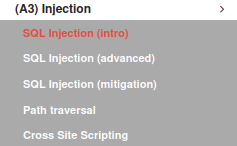 (A3) Injection
SQL Injection (intro)
SQL Injection (advanced)
SQL Injection (mitigation)
Path traversal
Cross Site Scripting